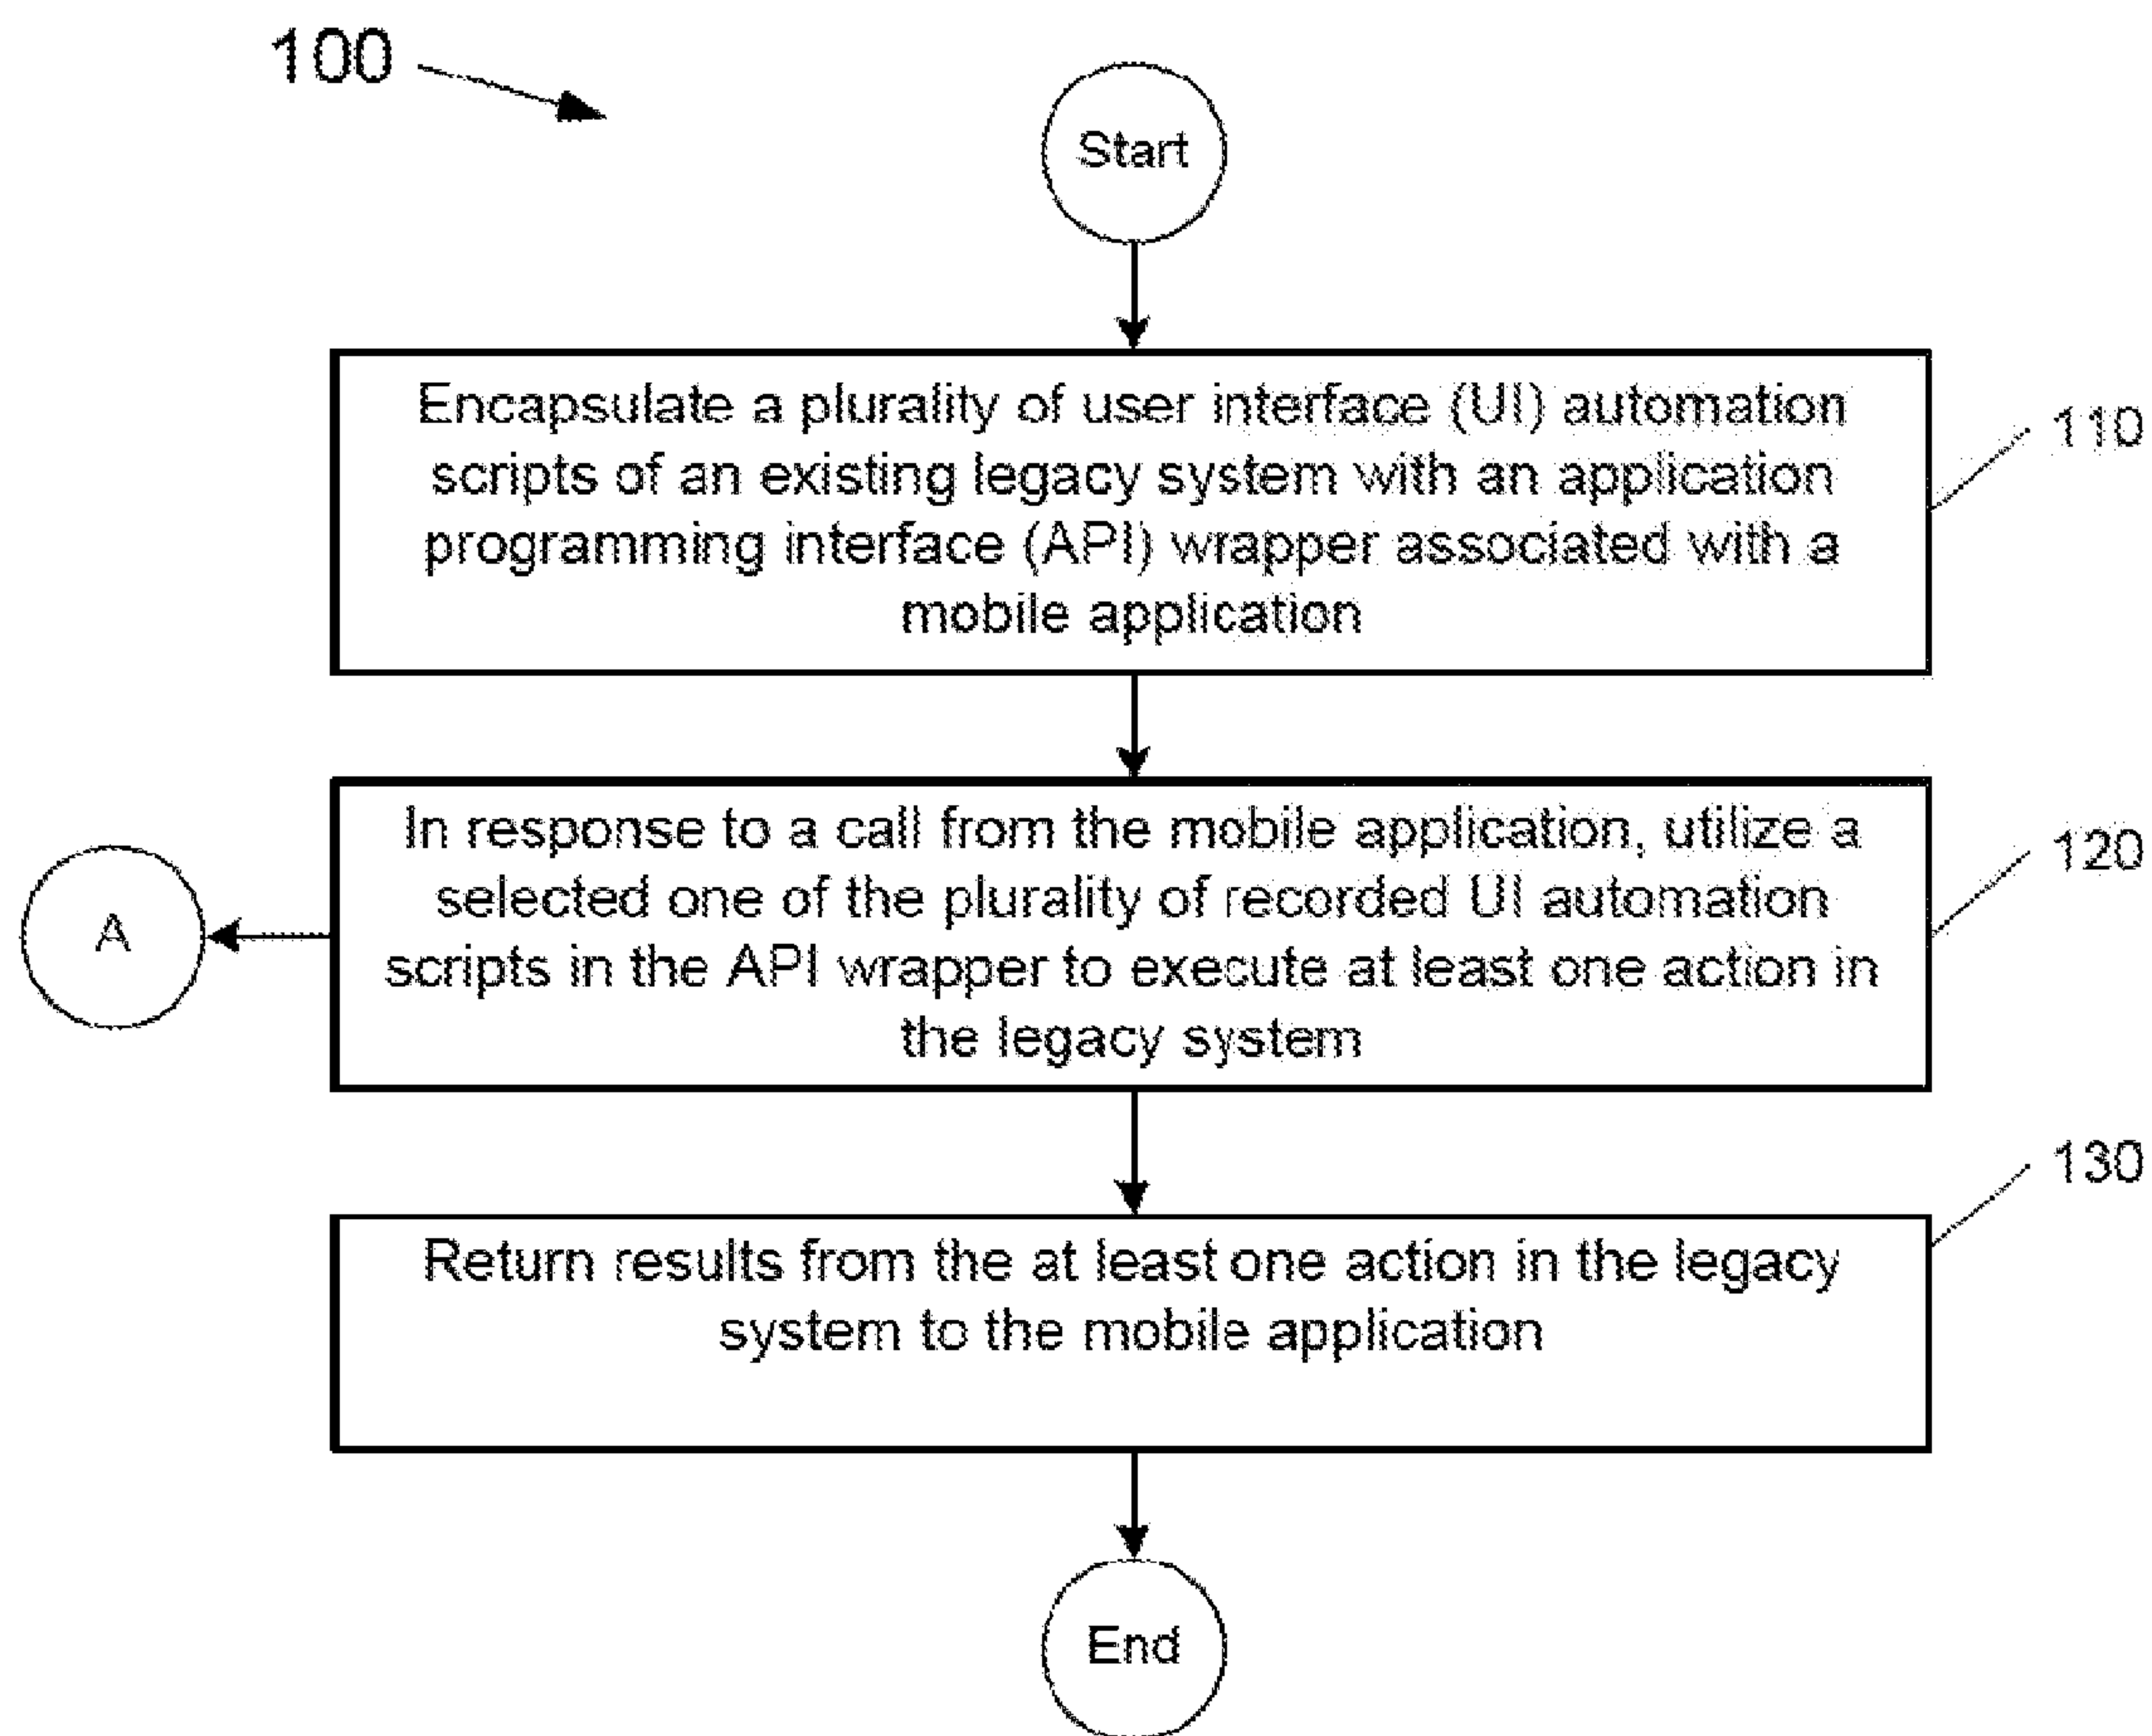 100
Start
Encapsulate a plurality of user interface (UI) automation
scripts of an existing legacy system with an application
programming interface (API) wrapper associated with a
mobile application
110
In response to a call from the mobile application, utilize a
selected one of the plurality of recorded UI automation
scripts in the API wrapper to execute at least one action in
the legacy system
120
A
Return results from the at least one action in the legacy
system to the mobile application
130
End